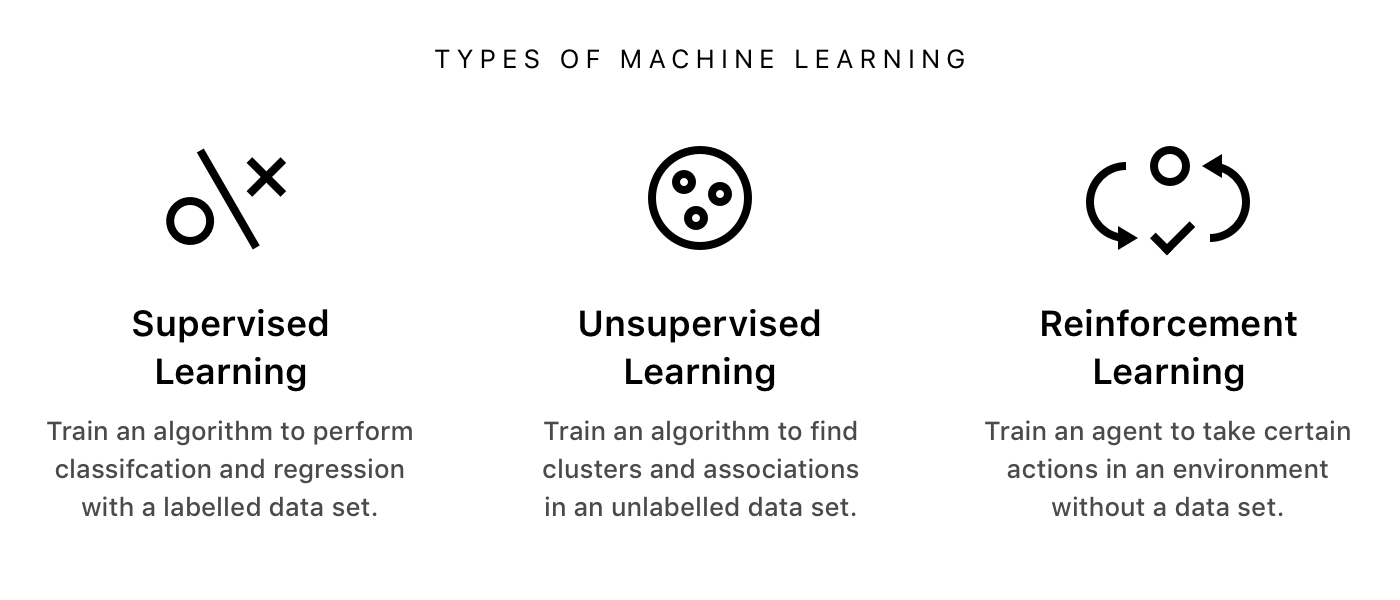 TYPES OF MACHINE LEARNING
Supervised
Learning
Train an algorithm to perform
classifcation and regression
with a labelled data set.
Unsupervised
Learning
Train an algorithm to find
clusters and associations
in an unlabelled data set.
Reinforcement
Learning
Train an agent to take certain
actions in an environment
without a data set.